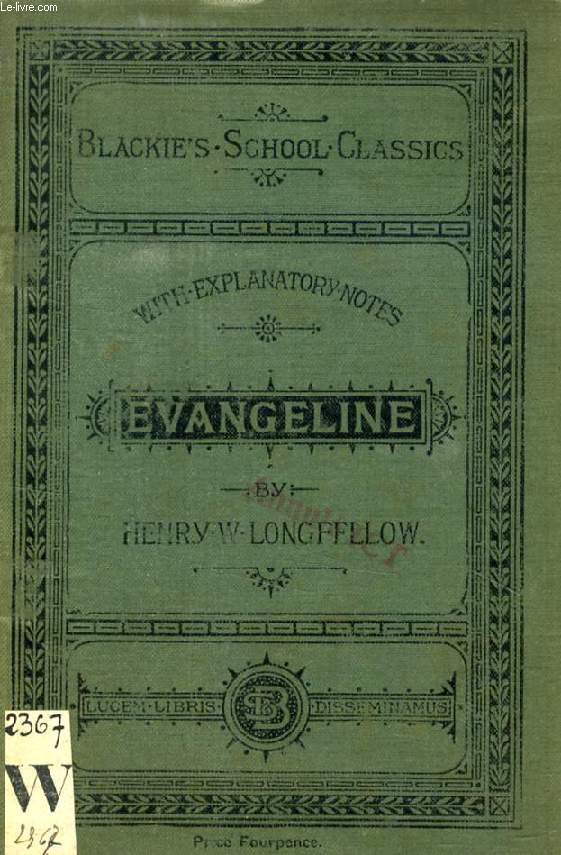 Le-livre.com
BLACKIE'S·SCHOOL·CLASSICS
WITH·EXPLANATORY·NOTES
EVANGELINE
BY
HENRY·W·LONGFELLOW.
LUCEM·LIBRIS B DISSEMINAMUS
2367
W
2367
Price Fourpence.